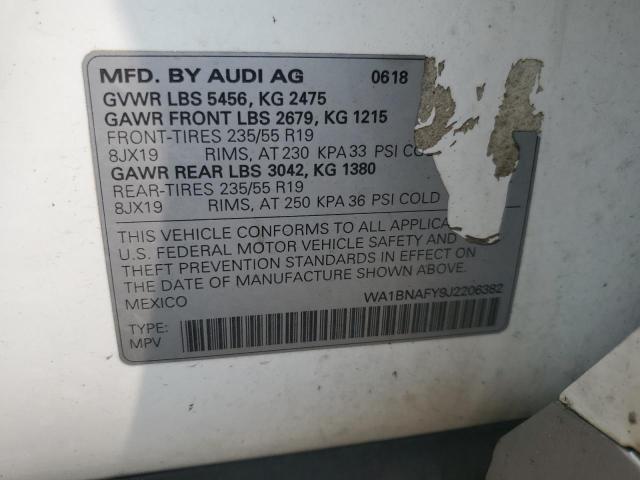 MFD. BY AUDI AG 0618
GVWR LBS 5456, KG 2475
GAWR FRONT LBS 2679, KG 1215
FRONT-TIRES 235/55 R19
8JX19 RIMS, AT 230 KPA 33 PSI
GAWR REAR LBS 3042, KG 1380
REAR-TIRES 235/55 R19
8JX19 RIMS, AT 250 KPA 36 PSI COLD
THIS VEHICLE CONFORMS TO ALL
U.S. FEDERAL MOTOR VEHICLE SAFETY AND
THEFT PREVENTION STANDARDS IN EFFECT ON
THE DATE OF MANUFACTURE SHOWN ABOVE.
MEXICO WA1BNAFY9J2206382
TYPE:
MPV